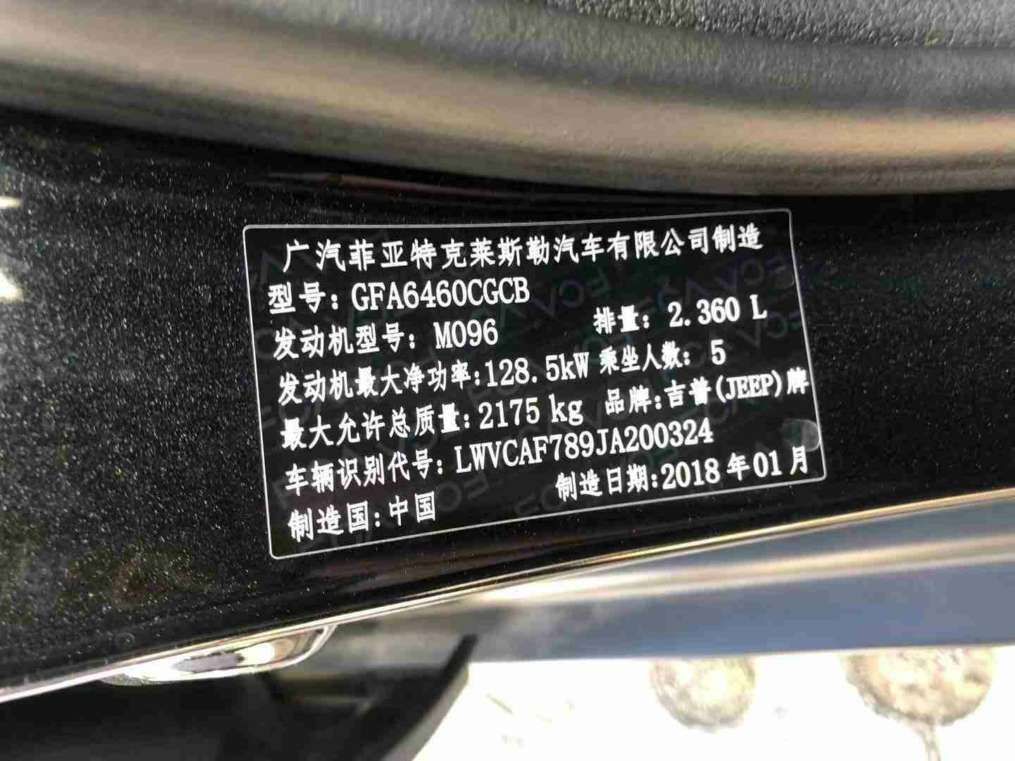 广汽菲亚特克莱斯勒汽车有限公司制造
型号:GFA6460CGCB
发动机型号: M096 排量: 2.360 L
发动机最大净功率:128.5kW 乘坐人数: 5
最大允许总质量:2175 kg 品牌:吉普(JEEP)牌
车辆识别代号: LWVCAF789JA200324
制造国:中国 制造日期:2018年01月